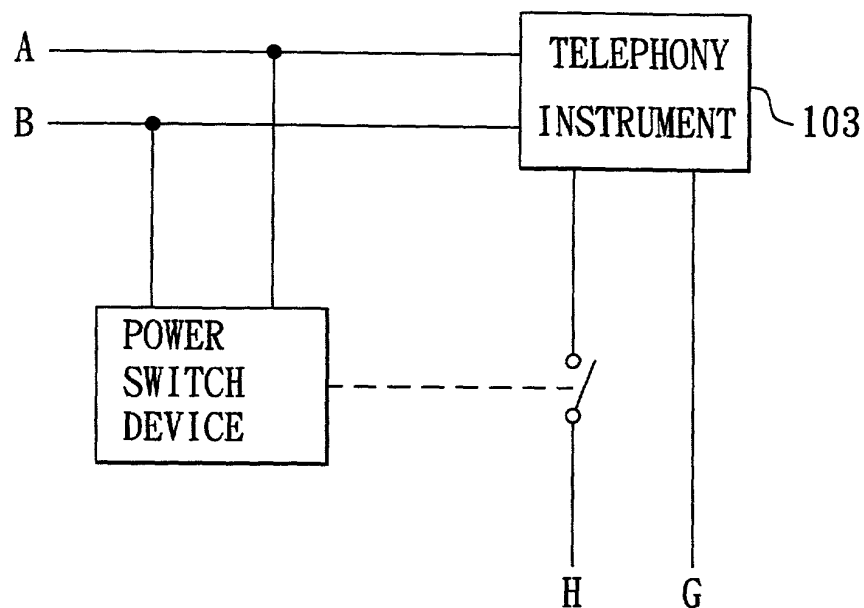 A
TELEPHONY
B
INSTRUMENT
103
POWER
SWITCH
DEVICE
H
G